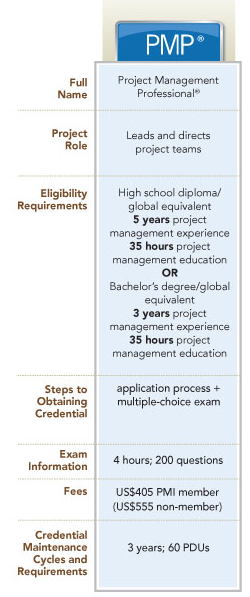 PMP®
Full
Name
Project Management
Professional®
Project
Role
Leads and directs
project teams
Eligibility
Requirements
High school diploma/
global equivalent
5 years project
management experience
35 hours project
management education
OR
Bachelor's degree/global
equivalent
3 years project
management experience
35 hours project
management education
Steps to
Obtaining
Credential
application process +
multiple-choice exam
Exam
Information
4 hours; 200 questions
Fees
US$405 PMI member
(US$555 non-member)
Credential
Maintenance
Cycles and
Requirements
3 years; 60 PDUs